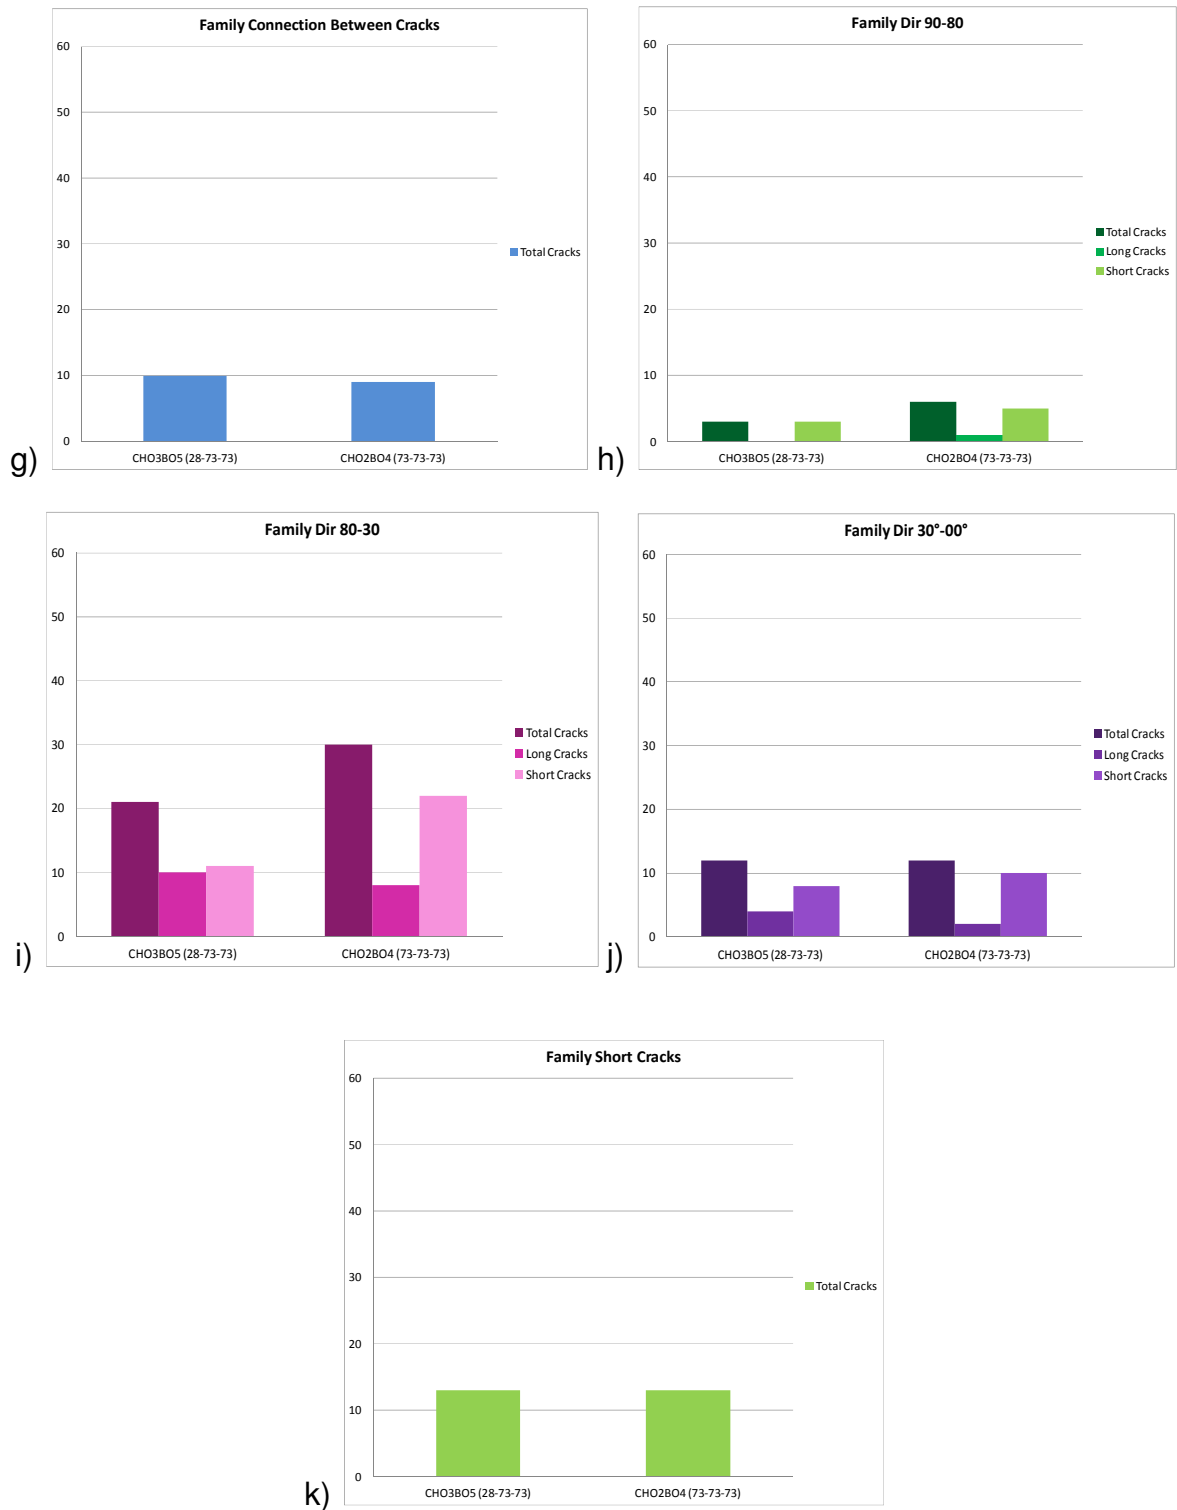 Family Connection Between Cracks
60
50
40
30
20
10
0
Total Cracks
CHO3BO5 (28-73-73)
CHO2BO4 (73-73-73)
g)
Family Dir 90-80
60
50
40
30
20
10
0
Total Cracks
Long Cracks
Short Cracks
CHO3BO5 (28-73-73)
CHO2BO4 (73-73-73)
h)
Family Dir 80-30
60
50
40
30
20
10
0
Total Cracks
Long Cracks
Short Cracks
CHO3BO5 (28-73-73)
CHO2BO4 (73-73-73)
i)
Family Dir 30°-00°
60
50
40
30
20
10
0
Total Cracks
Long Cracks
Short Cracks
CHO3BO5 (28-73-73)
CHO2BO4 (73-73-73)
j)
Family Short Cracks
60
50
40
30
20
10
0
Total Cracks
CHO3BO5 (28-73-73)
CHO2BO4 (73-73-73)
k)